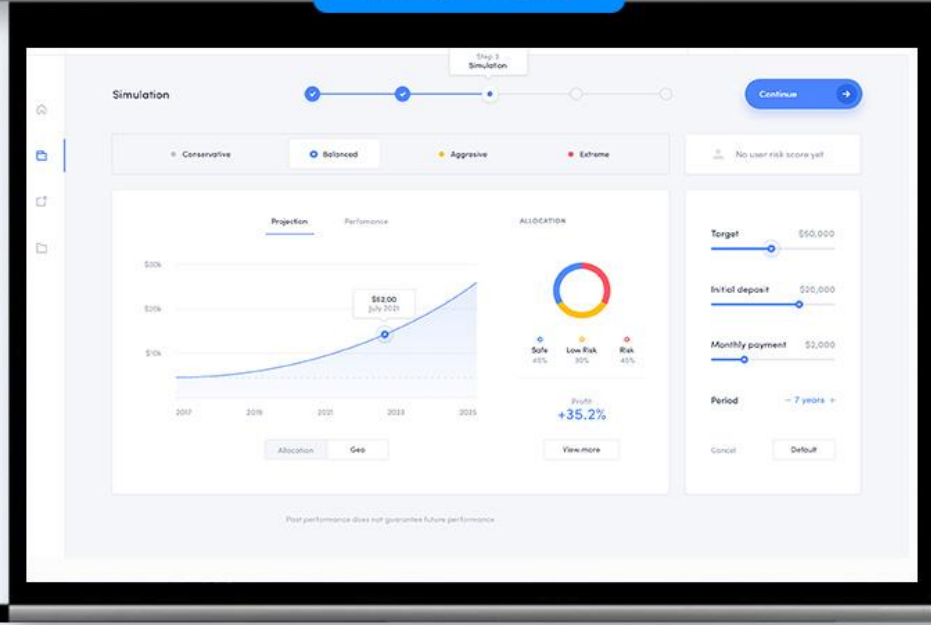 Step 3
Simulation
Simulation
Continue
Conservative
Balanced
Aggresive
Extreme
No user risk score yet
Projection
Performance
ALLOCATION
$30k
$20k
$10k
$52,00
July 2021
2017
2019
2021
2023
2025
Safe
Low Risk
Risk
30%
Profit
+35.2%
Allocation
Geo
View more
Target
$50,000
Initial deposit
$20,000
Monthly payment
$2,000
Period
- 7 years +
Cancel
Default
Past performance does not guarantee future performance